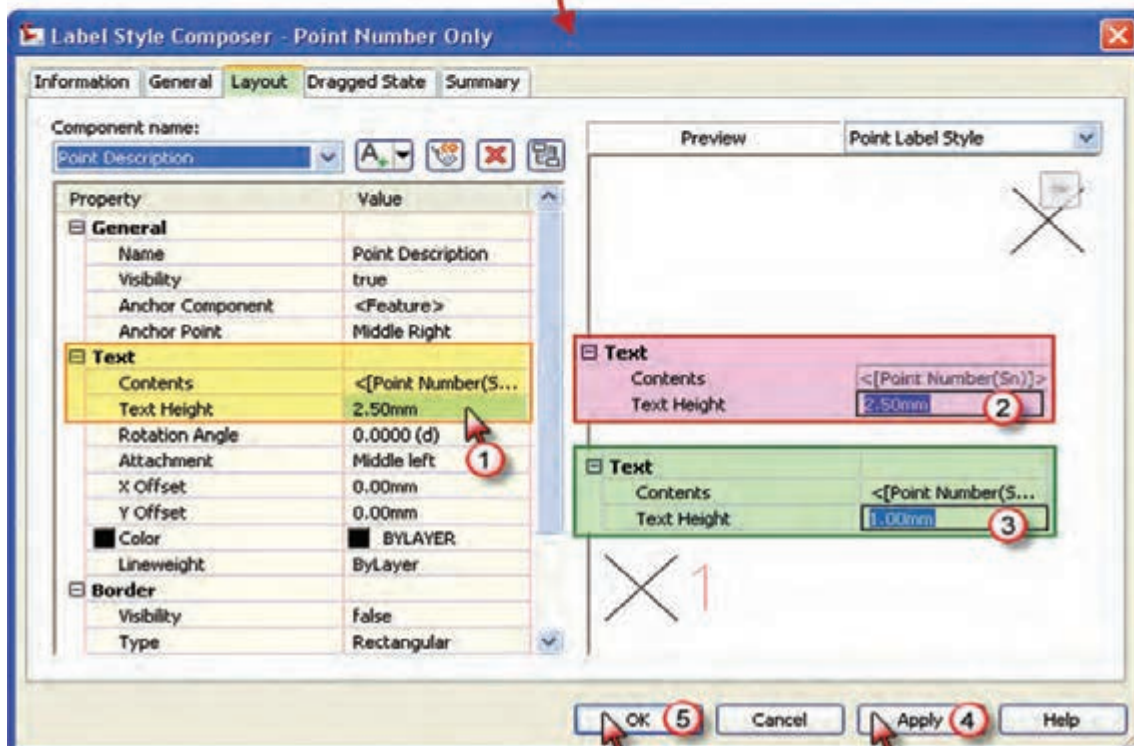 Label Style Composer - Point Number Only
Information General Layout Dragged State Summary
Component name:
Point Description
Property Value
General
Name Point Description
Visibility true
Anchor Component <Feature>
Anchor Point Middle Right
Text
Contents <[Point Number(S...
Text Height 2.50mm
1
Rotation Angle 0.0000 (d)
Attachment Middle left
X Offset 0.00mm
Y Offset 0.00mm
Color BYLAYER
Lineweight ByLayer
Border
Visibility false
Type Rectangular
Preview Point Label Style
Text
Contents <[Point Number(Sn)]>
Text Height 2.50mm 2
Text
Contents <[Point Number(S...
Text Height 1.00mm 3
1
OK 5 Cancel Apply 4 Help